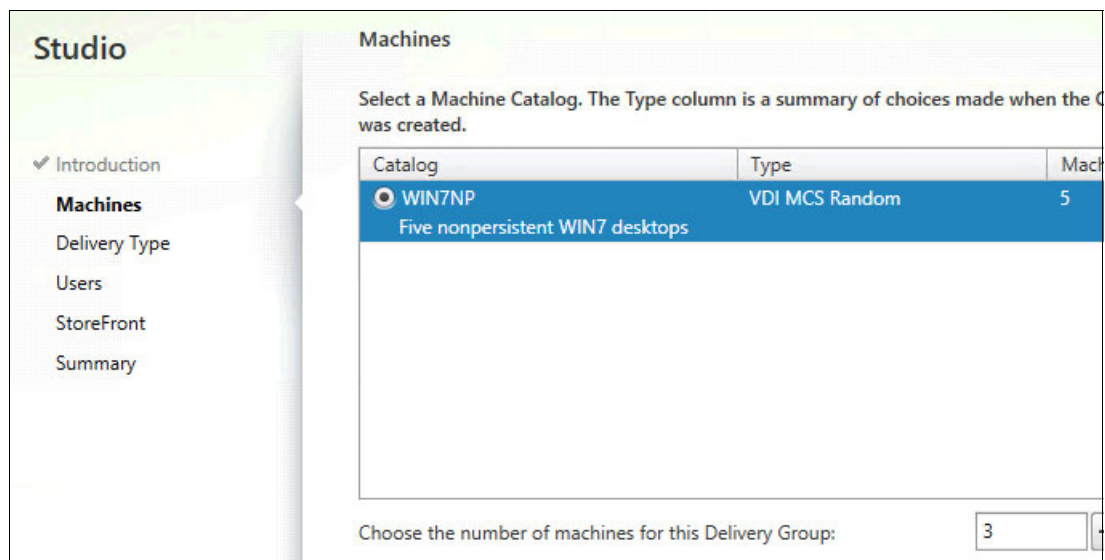 Studio
Introduction
Machines
Delivery Type
Users
StoreFront
Summary
Machines
Select a Machine Catalog. The Type column is a summary of choices made when the
was created.
Catalog Type Mach
WIN7NP VDI MCS Random 5
Five nonpersistent WIN7 desktops
Choose the number of machines for this Delivery Group: 3